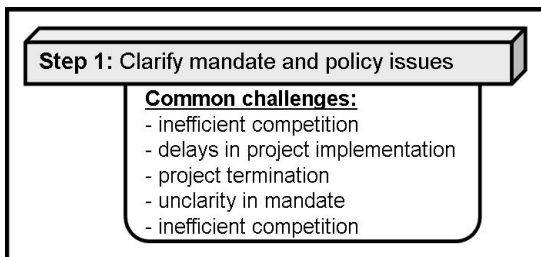 Step 1: Clarify mandate and policy issues
Common challenges:
- inefficient competition
- delays in project implementation
- project termination
- unclarity in mandate
- inefficient competition